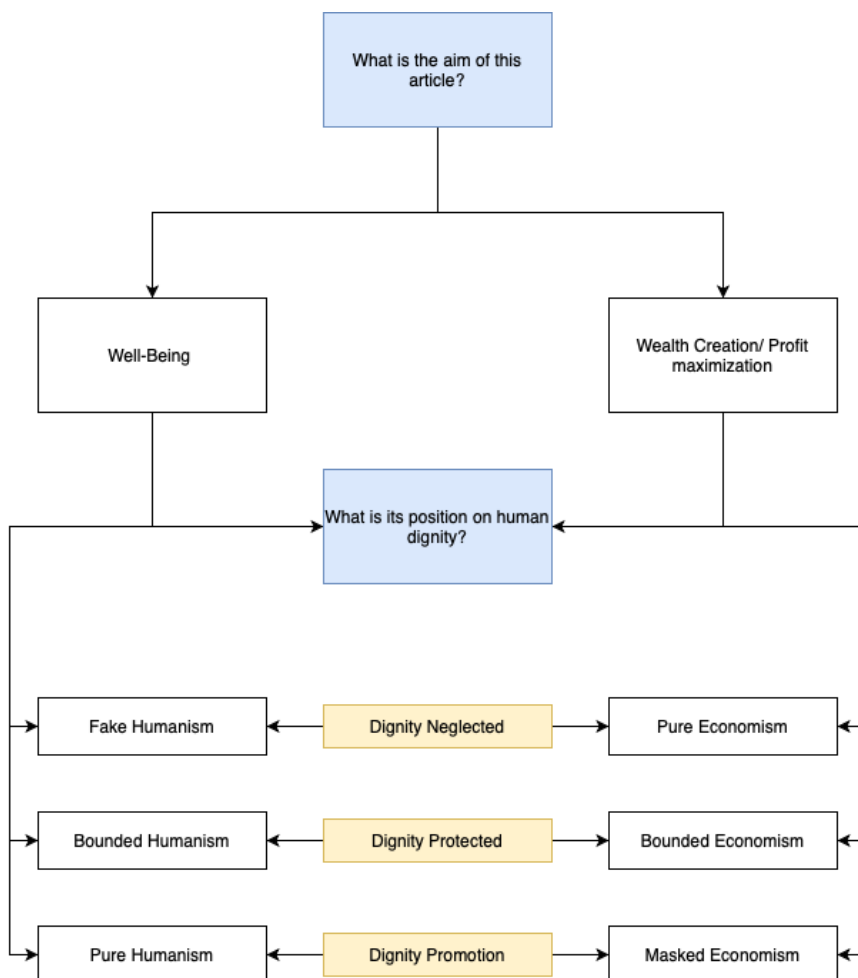 What is the aim of this
article?
Well-Being
Wealth Creation/ Profit
maximization
What is its position on human
dignity?
Fake Humanism
Dignity Neglected
Pure Economism
Bounded Humanism
Dignity Protected
Bounded Economism
Pure Humanism
Dignity Promotion
Masked Economism